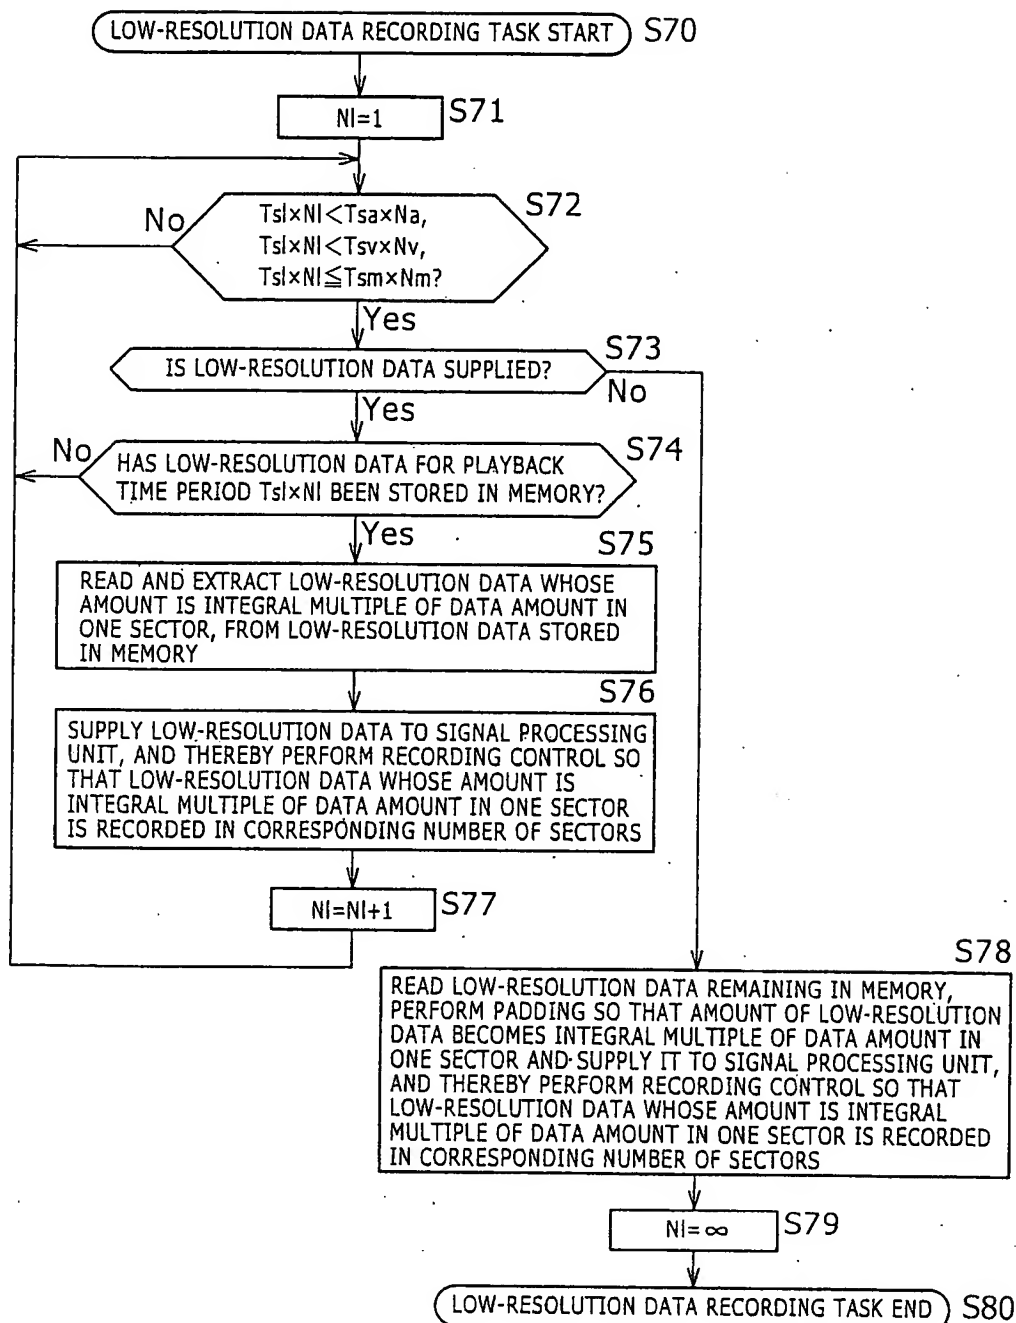 LOW-RESOLUTION DATA RECORDING TASK START S70
Nl=1 S71
S72
No
Tsl×Nl<Tsa×Na,
Tsl×Nl<Tsv×Nv,
Tsl×Nl≦Tsm×Nm?
Yes
S73
IS LOW-RESOLUTION DATA SUPPLIED?
No
Yes
No
S74
HAS LOW-RESOLUTION DATA FOR PLAYBACK
TIME PERIOD Tsl×Nl BEEN STORED IN MEMORY?
Yes
S75
READ AND EXTRACT LOW-RESOLUTION DATA WHOSE
AMOUNT IS INTEGRAL MULTIPLE OF DATA AMOUNT IN
ONE SECTOR, FROM LOW-RESOLUTION DATA STORED
IN MEMORY
S76
SUPPLY LOW-RESOLUTION DATA TO SIGNAL PROCESSING
UNIT, AND THEREBY PERFORM RECORDING CONTROL SO
THAT LOW-RESOLUTION DATA WHOSE AMOUNT IS
INTEGRAL MULTIPLE OF DATA AMOUNT IN ONE SECTOR
IS RECORDED IN CORRESPONDING NUMBER OF SECTORS
Nl=Nl+1 S77
S78
READ LOW-RESOLUTION DATA REMAINING IN MEMORY,
PERFORM PADDING SO THAT AMOUNT OF LOW-RESOLUTION
DATA BECOMES INTEGRAL MULTIPLE OF DATA AMOUNT IN
ONE SECTOR AND SUPPLY IT TO SIGNAL PROCESSING UNIT,
AND THEREBY PERFORM RECORDING CONTROL SO THAT
LOW-RESOLUTION DATA WHOSE AMOUNT IS INTEGRAL
MULTIPLE OF DATA AMOUNT IN ONE SECTOR IS RECORDED
IN CORRESPONDING NUMBER OF SECTORS
Nl=∞ S79
LOW-RESOLUTION DATA RECORDING TASK END S80